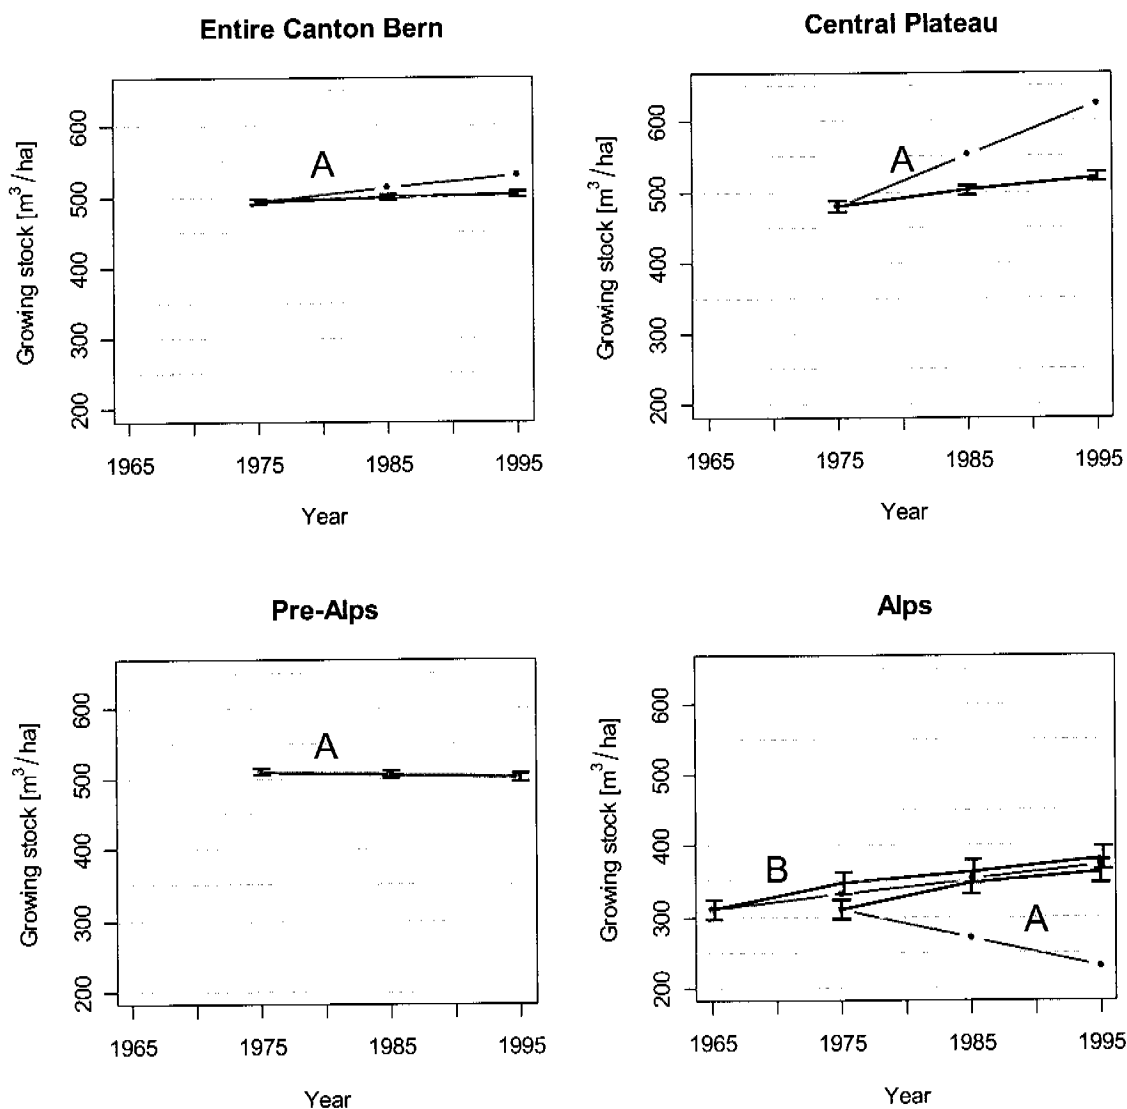 Entire Canton Bern
Growing stock [m³/ha]
600
500
400
300
200
A
1965 1975 1985 1995
Year
Central Plateau
Growing stock [m³/ha]
600
500
400
300
200
A
1965 1975 1985 1995
Year
Pre-Alps
Growing stock [m³/ha]
600
500
400
300
200
A
1965 1975 1985 1995
Year
Alps
Growing stock [m³/ha]
600
500
400
300
200
B
A
1965 1975 1985 1995
Year